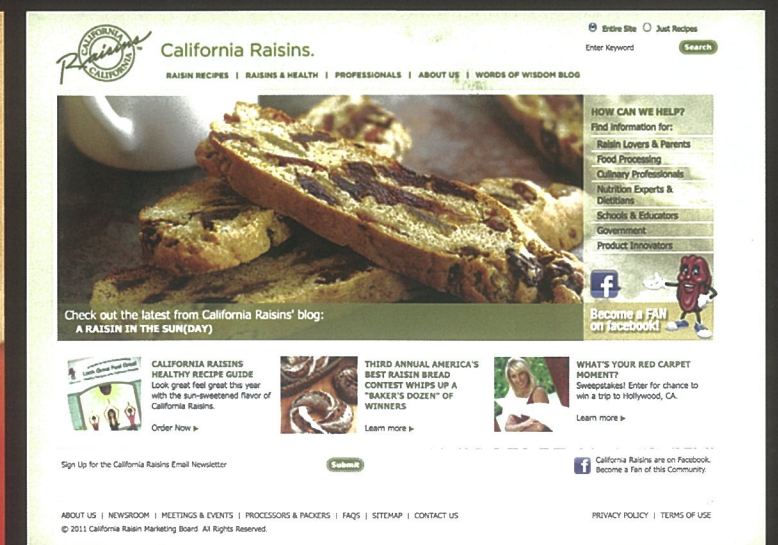 CALIFORNIA
Raisins
CALIFORNIA
California Raisins.
Entire Site Just Recipes
Enter Keyword Search
RAISIN RECIPES | RAISINS & HEALTH | PROFESSIONALS | ABOUT US | WORDS OF WISDOM BLOG
HOW CAN WE HELP?
Find information for:
Raisin Lovers & Parents
Food Processing
Culinary Professionals
Nutrition Experts &
Dietitians
Schools & Educators
Government
Product Innovators
f
Become a FAN
on facebook!
Check out the latest from California Raisins' blog:
A RAISIN IN THE SUN(DAY)
Look Great Feel Great!
CALIFORNIA RAISINS
HEALTHY RECIPE GUIDE
Look great feel great this year
with the sun-sweetened flavor of
California Raisins.
Order Now
THIRD ANNUAL AMERICA'S
BEST RAISIN BREAD
CONTEST WHIPS UP A
"BAKER'S DOZEN" OF
WINNERS
Learn more
WHAT'S YOUR RED CARPET
MOMENT?
Sweepstakes! Enter for chance to
win a trip to Hollywood, CA.
Learn more
Sign Up for the California Raisins Email Newsletter
Submit
f
California Raisins are on Facebook.
Become a Fan of this Community.
ABOUT US | NEWSROOM | MEETINGS & EVENTS | PROCESSORS & PACKERS | FAQS | SITEMAP | CONTACT US
PRIVACY POLICY | TERMS OF USE
© 2011 California Raisin Marketing Board. All Rights Reserved.